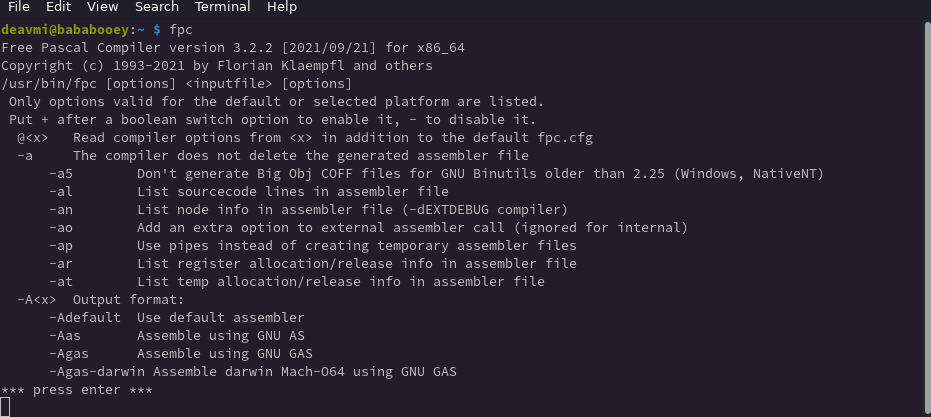 File Edit View Search Terminal Help
deavmi@bababooey:~ $ fpc
Free Pascal Compiler version 3.2.2 [2021/09/21] for x86_64
Copyright (c) 1993-2021 by Florian Klaempfl and others
/usr/bin/fpc [options] <inputfile> [options]
 Only options valid for the default or selected platform are listed.
 Put + after a boolean switch option to enable it, - to disable it.
  @<x>   Read compiler options from <x> in addition to the default fpc.cfg
  -a     The compiler does not delete the generated assembler file
      -a5        Don't generate Big Obj COFF files for GNU Binutils older than 2.25 (Windows, NativeNT)
      -al        List sourcecode lines in assembler file
      -an        List node info in assembler file (-dEXTDEBUG compiler)
      -ao        Add an extra option to external assembler call (ignored for internal)
      -ap        Use pipes instead of creating temporary assembler files
      -ar        List register allocation/release info in assembler file
      -at        List temp allocation/release info in assembler file
  -A<x>  Output format:
      -Adefault  Use default assembler
      -Aas       Assemble using GNU AS
      -Agas      Assemble using GNU GAS
      -Agas-darwin Assemble darwin Mach-O64 using GNU GAS
*** press enter ***